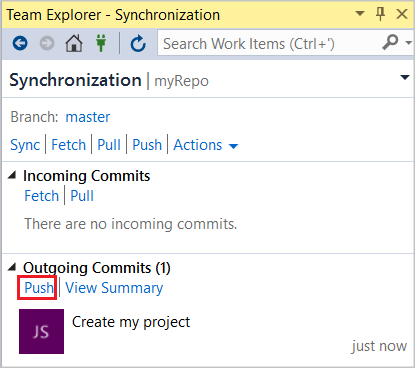 Team Explorer - Synchronization
Search Work Items (Ctrl+')
Synchronization | myRepo
Branch: master
Sync | Fetch | Pull | Push | Actions
Incoming Commits
Fetch | Pull
There are no incoming commits.
Outgoing Commits (1)
Push | View Summary
JS
Create my project
just now